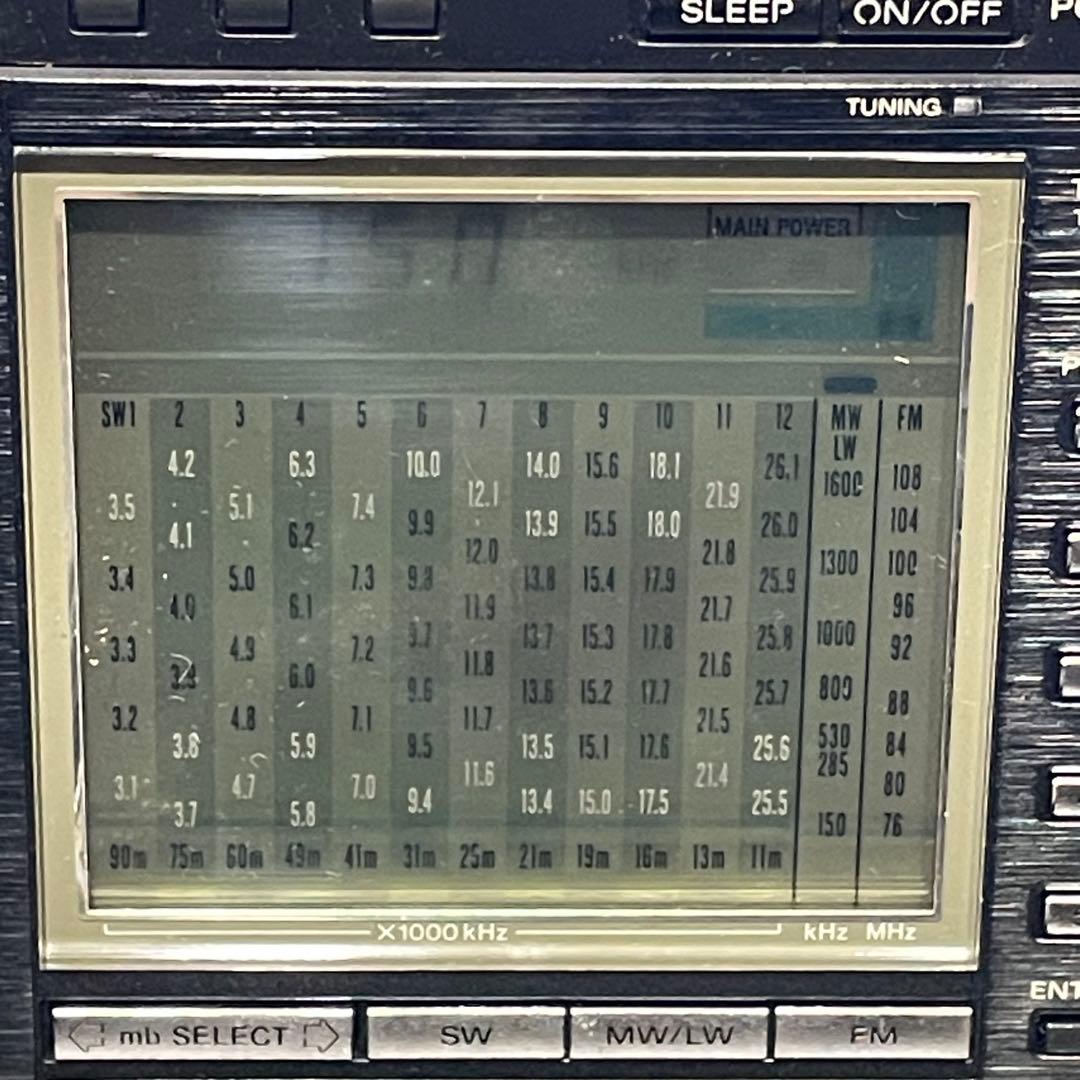 SLEEP ON/OFF
TUNING
MAIN POWER
SW1 2 3 4 5 6 7 8 9 10 11 12 MW FM
LW
4.2 6.3 10.0 14.0 15.6 18.1 26.1 1600 108
3.5 5.1 7.4 12.1 21.9
4.1 6.2 9.9 13.9 15.5 18.0 26.0 104
12.0 21.8 1300 100
3.4 5.0 7.3 9.8 13.8 15.4 17.9 25.9
4.0 6.1 11.9 21.7 96
3.3 4.9 7.2 9.7 13.7 15.3 17.8 25.8 1000 92
3.9 6.0 11.8 21.6
9.6 13.6 15.2 17.7 25.7 800 88
3.2 4.8 7.1 11.7 21.5
3.8 5.9 9.5 13.5 15.1 17.6 25.6 530 84
285
3.1 4.7 7.0 11.6 21.4 80
3.7 5.8 9.4 13.4 15.0 17.5 25.5 150 76
90m 75m 60m 49m 41m 31m 25m 21m 19m 16m 13m 11m
X1000 kHz kHz MHz
ENT
mb SELECT SW MW/LW FM